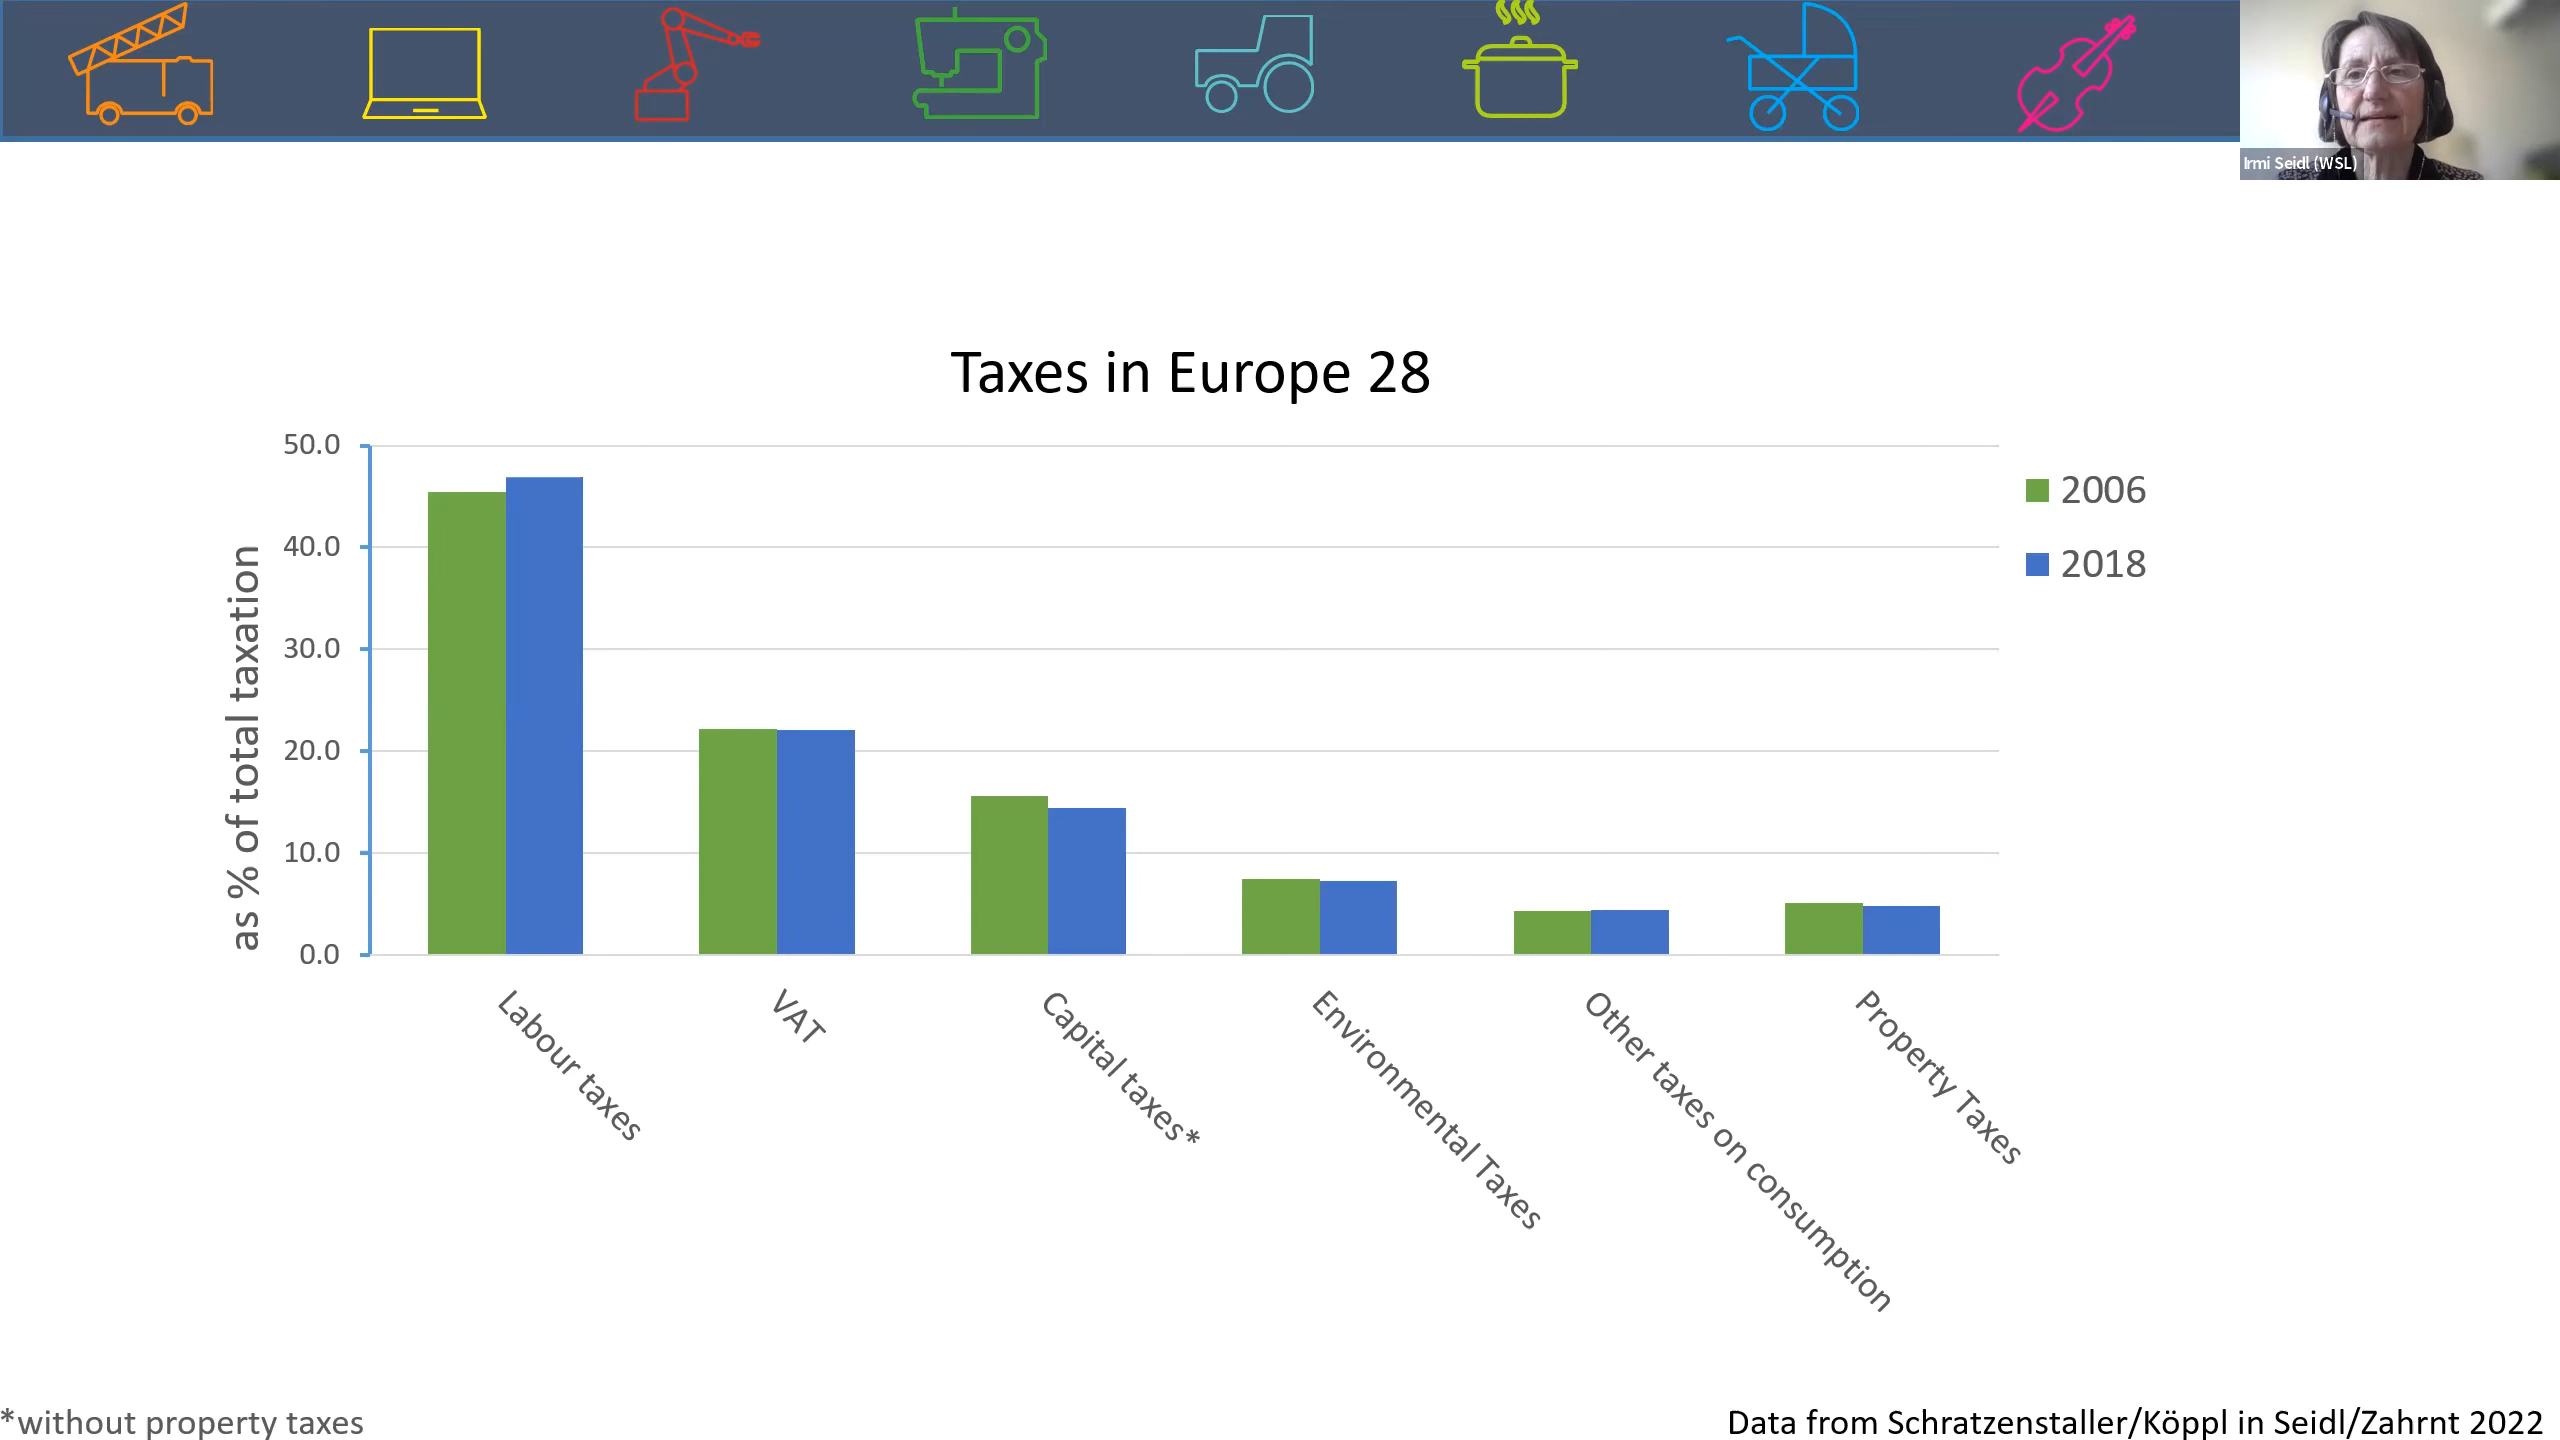 Irmi Seidl (WSL)
Taxes in Europe 28
as % of total taxation
50.0
40.0
30.0
20.0
10.0
0.0
2006
2018
Labour taxes
VAT
Capital taxes*
Environmental Taxes
Other taxes on consumption
Property Taxes
*without property taxes
Data from Schratzenstaller/Köppl in Seidl/Zahrnt 2022